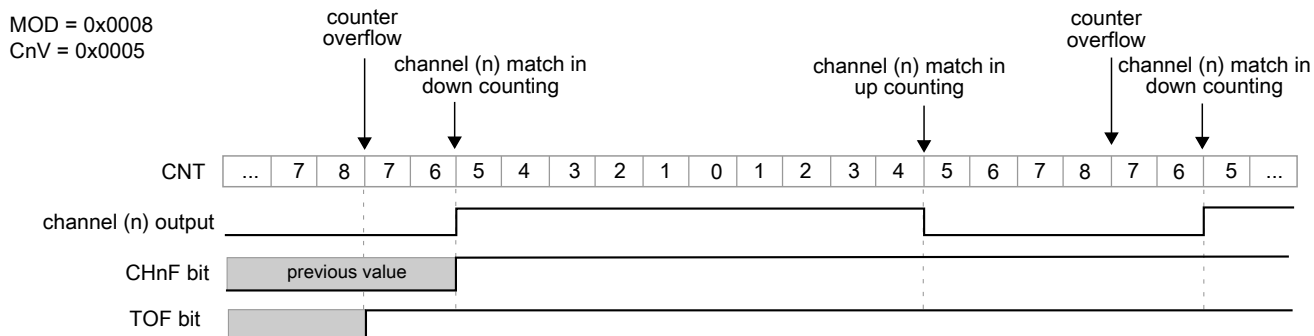 MOD = 0x0008
CnV = 0x0005
counter
overflow
channel (n) match in
down counting
channel (n) match in
up counting
counter
overflow
channel (n) match in
down counting
CNT ... 7 8 7 6 5 4 3 2 1 0 1 2 3 4 5 6 7 8 7 6 5 ...
channel (n) output
CHnF bit previous value
TOF bit